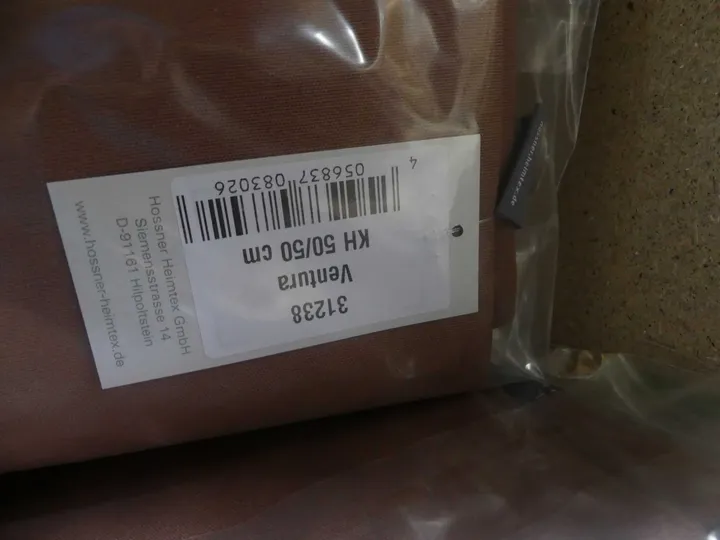 31238
Ventura
KH 50/50 cm
4 056837 083026
Hossner Heimtex GmbH
Siemensstrasse 14
D-91161 Hilpoltstein
www.hossner-heimtex.de